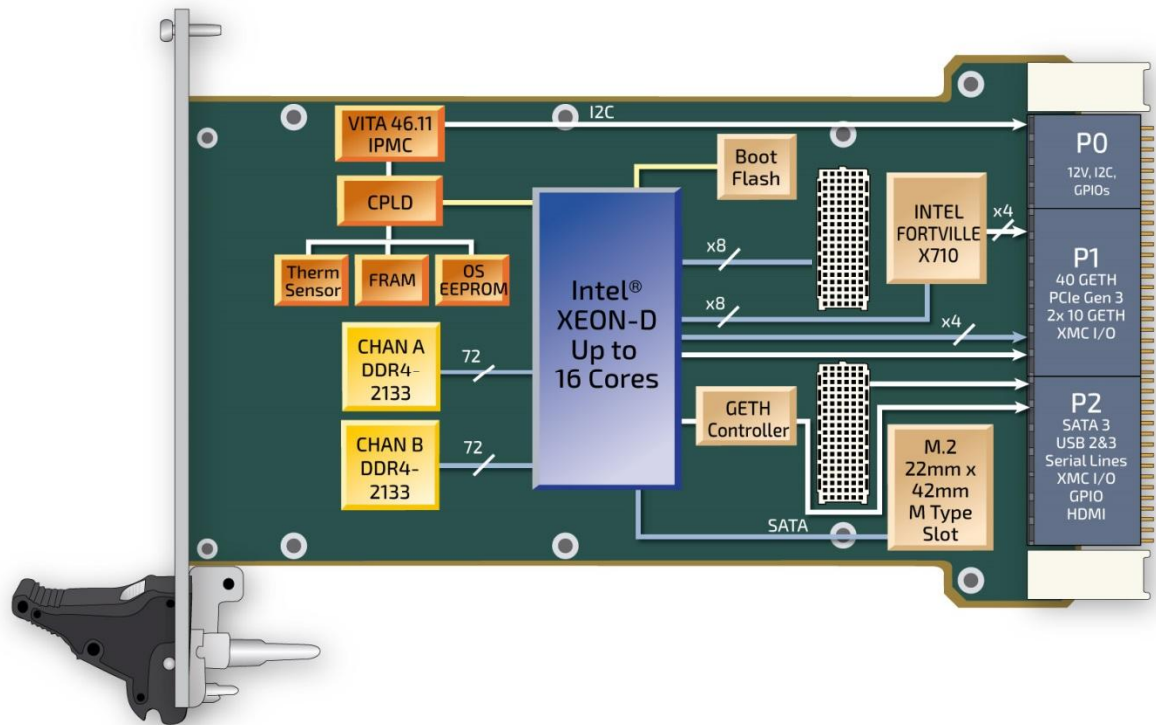 VITA 46.11
IPMC
I2C
CPLD
Therm
Sensor
FRAM
OS
EEPROM
Boot
Flash
CHAN A
DDR4-
2133
72
CHAN B
DDR4-
2133
72
Intel®
XEON-D
Up to
16 Cores
x8
x8
x4
INTEL
FORTVILLE
X710
x4
GETH
Controller
SATA
M.2
22mm x
42mm
M Type
Slot
P0
12V, I2C,
GPIOs
P1
40 GETH
PCIe Gen 3
2x 10 GETH
XMC I/O
P2
SATA 3
USB 2&3
Serial Lines
XMC I/O
GPIO
HDMI